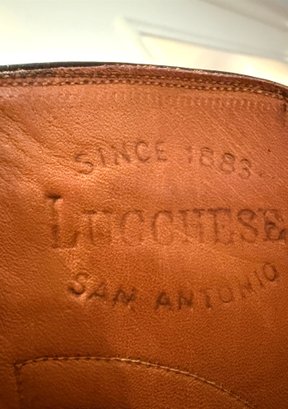 SINCE 1883.
LUCCHESE
SAN ANTONIO